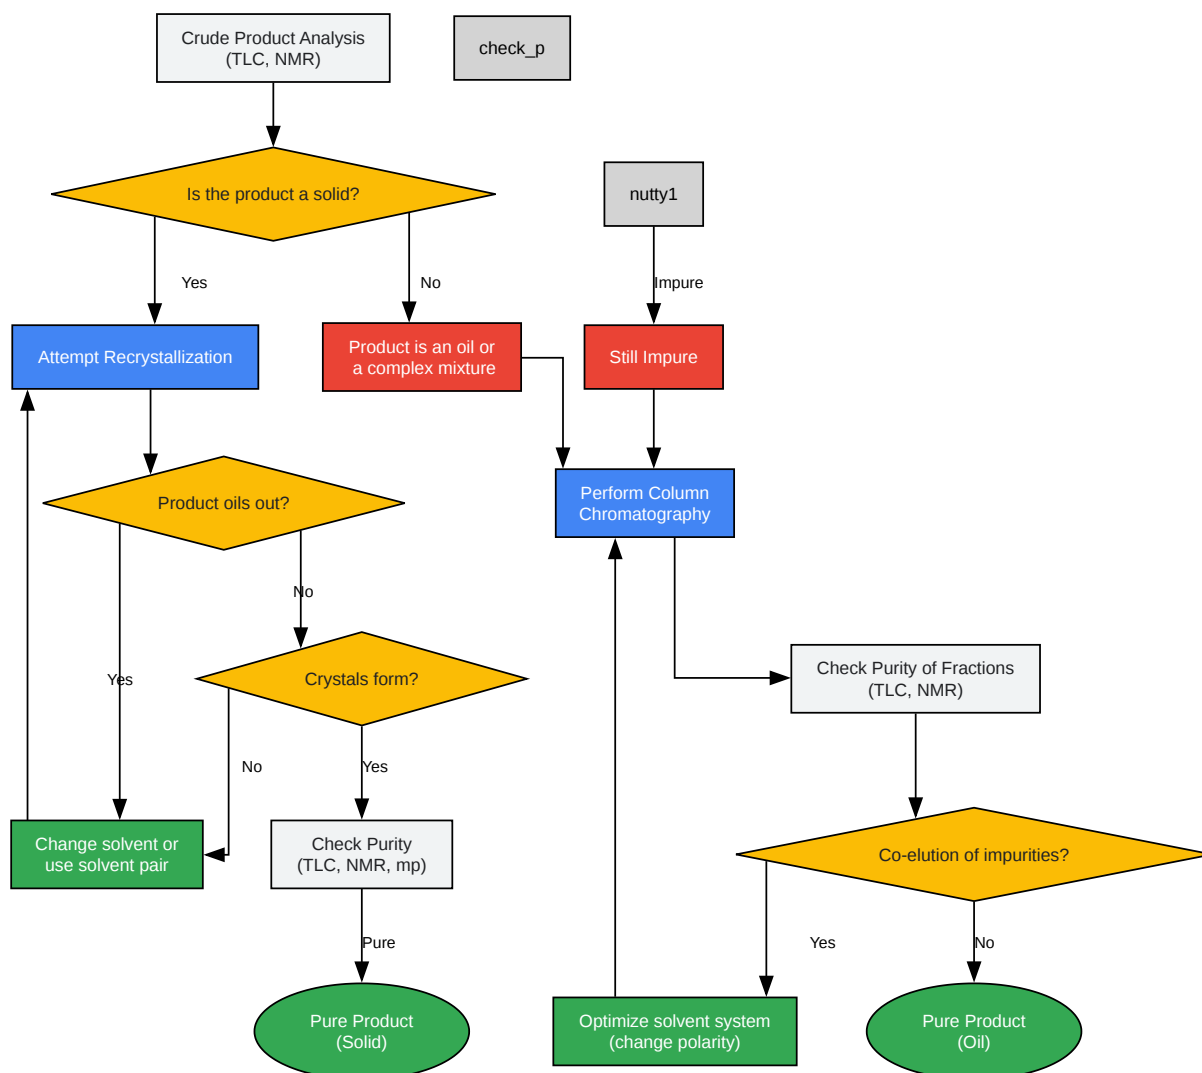 Crude Product Analysis
(TLC, NMR)
check_p
Is the product a solid?
nutty1
Yes
No
Impure
Attempt Recrystallization
Product is an oil or
a complex mixture
Still Impure
Product oils out?
Perform Column
Chromatography
No
Yes
Crystals form?
Check Purity of Fractions
(TLC, NMR)
No
Yes
Change solvent or
use solvent pair
Check Purity
(TLC, NMR, mp)
Co-elution of impurities?
Pure
Yes
No
Pure Product
(Solid)
Optimize solvent system
(change polarity)
Pure Product
(Oil)